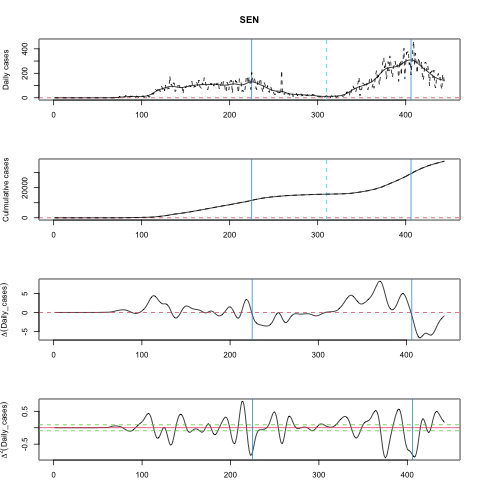 SEN
Daily cases
0
200
400
0 100 200 300 400
Culmulative cases
0
20000
0 100 200 300 400
Δ(Daily_cases)
-5
0
5
0 100 200 300 400
Δ²(Daily_cases)
-0.5
0.5
0 100 200 300 400